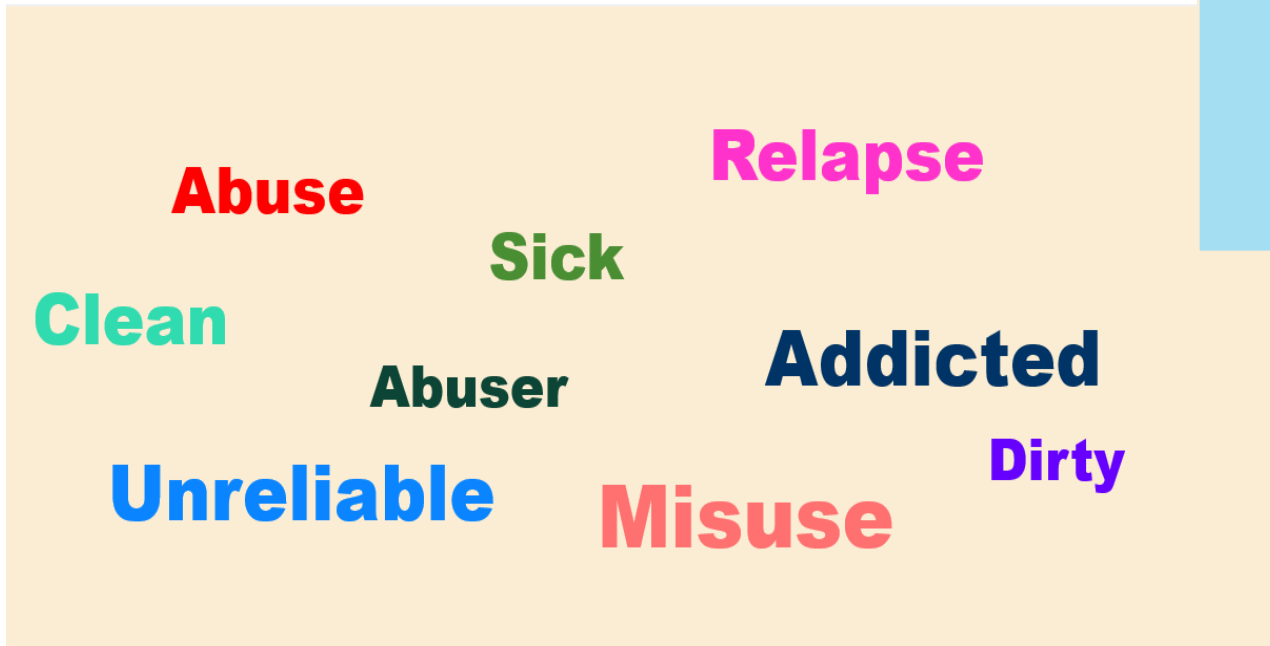 Relapse
Abuse
Sick
Clean
Addicted
Abuser
Dirty
Unreliable
Misuse